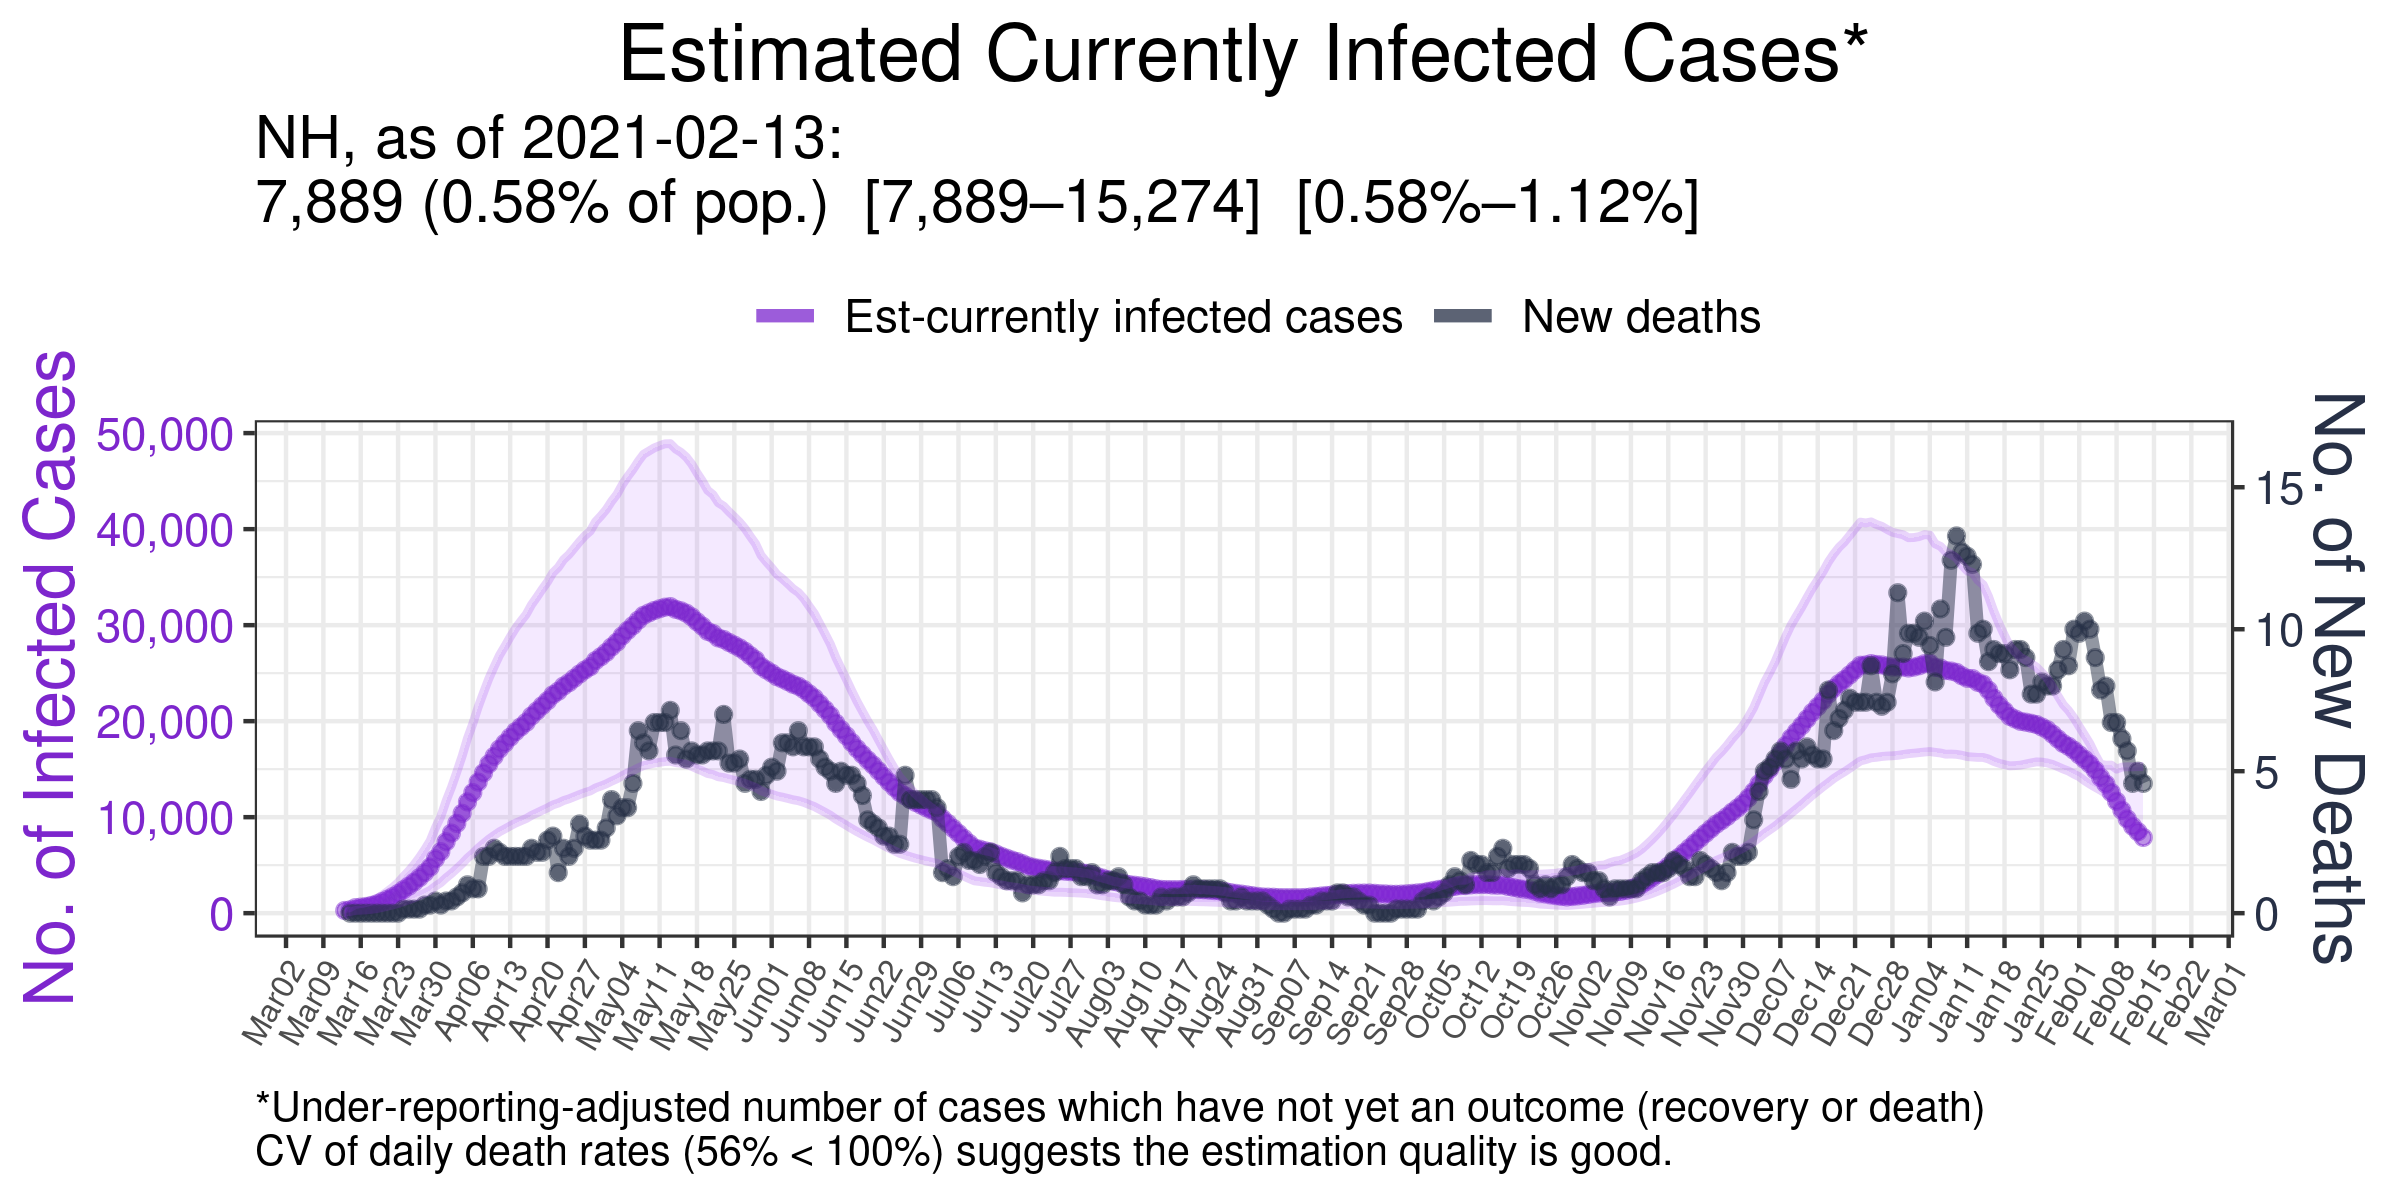 Estimated Currently Infected Cases*
NH, as of 2021-02-13:
7,889 (0.58% of pop.)  [7,889–15,274]  [0.58%–1.12%]
Est-currently infected cases
New deaths
No. of Infected Cases
50,000
40,000
30,000
20,000
10,000
0
No. of New Deaths
15
10
5
0
Mar02
Mar09
Mar16
Mar23
Mar30
Apr06
Apr13
Apr20
Apr27
May04
May11
May18
May25
Jun01
Jun08
Jun15
Jun22
Jun29
Jul06
Jul13
Jul20
Jul27
Aug03
Aug10
Aug17
Aug24
Aug31
Sep07
Sep14
Sep21
Sep28
Oct05
Oct12
Oct19
Oct26
Nov02
Nov09
Nov16
Nov23
Nov30
Dec07
Dec14
Dec21
Dec28
Jan04
Jan11
Jan18
Jan25
Feb01
Feb08
Feb15
Feb22
Mar01
*Under-reporting-adjusted number of cases which have not yet an outcome (recovery or death)
CV of daily death rates (56% < 100%) suggests the estimation quality is good.